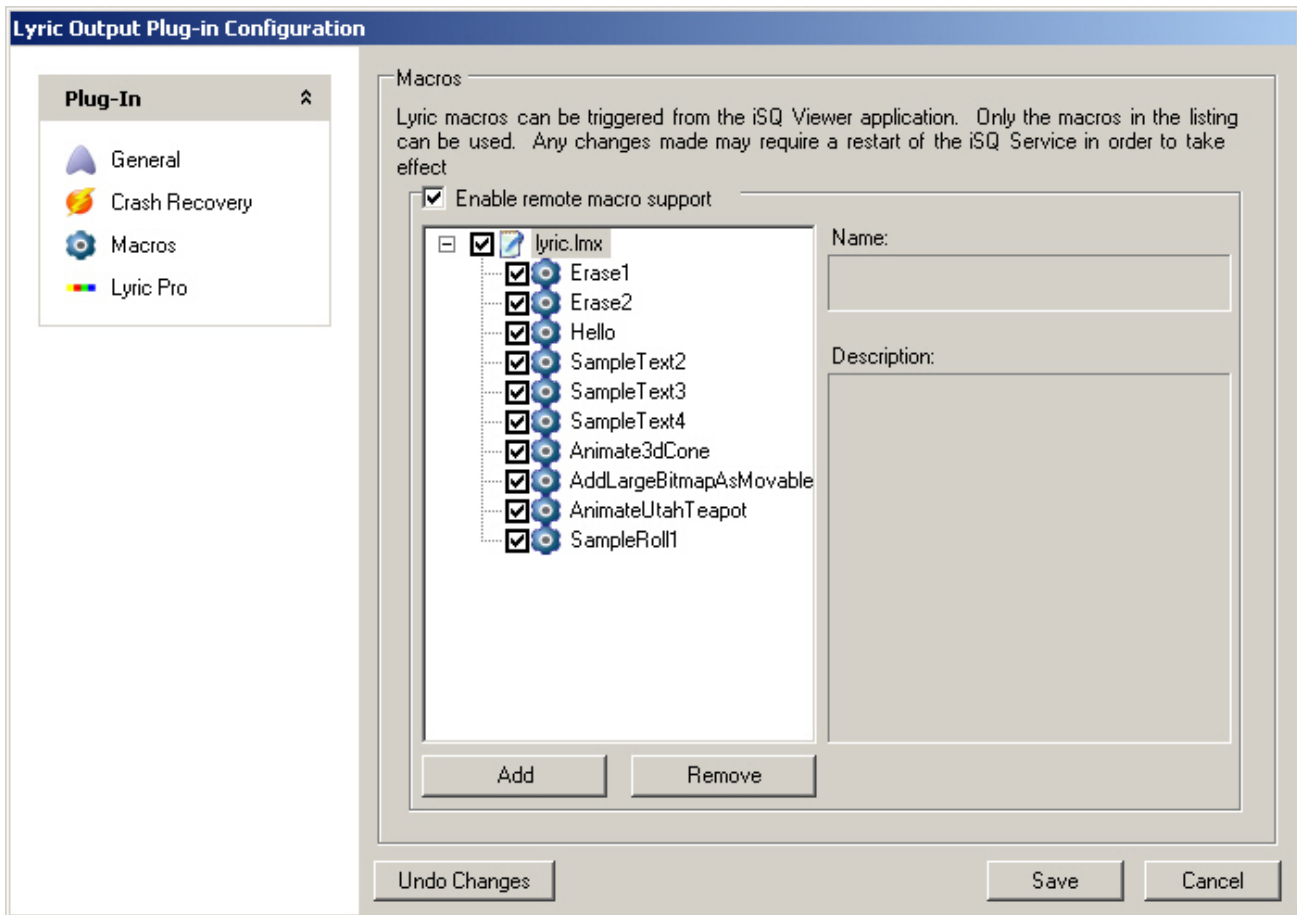 Lyric Output Plug-in Configuration
Plug-In
General
Crash Recovery
Macros
Lyric Pro
Macros
Lyric macros can be triggered from the iSQ Viewer application. Only the macros in the listing
can be used. Any changes made may require a restart of the iSQ Service in order to take
effect
Enable remote macro support
lyric.lmx
Erase1
Erase2
Hello
SampleText2
SampleText3
SampleText4
Animate3dCone
AddLargeBitmapAsMovable
AnimateUtahTeapot
SampleRoll1
Name:
Description:
Add
Remove
Undo Changes
Save
Cancel